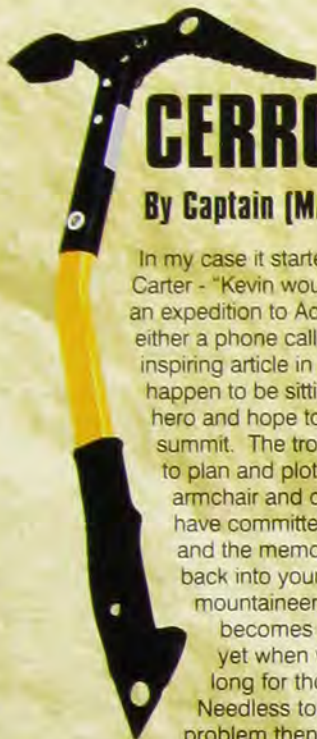 CERRO
By Captain (M
In my case it starte
Carter - "Kevin wou
an expedition to Ac
either a phone call
inspiring article in
happen to be sittin
hero and hope to
summit. The tro
to plan and plot
armchair and c
have committe
and the memo
back into your
mountaineer
becomes
yet when
long for the
Needless to
problem then